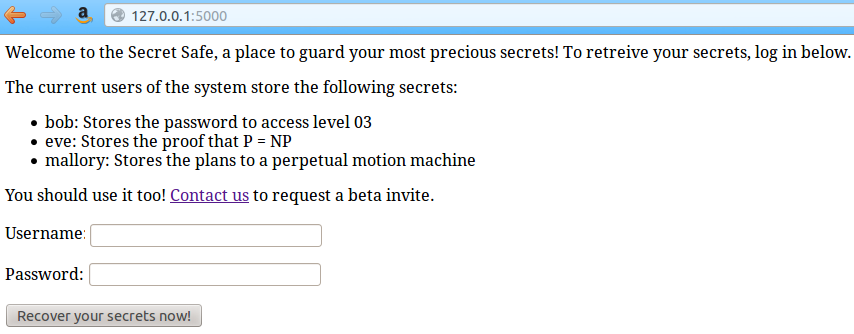 127.0.0.1:5000
Welcome to the Secret Safe, a place to guard your most precious secrets! To retreive your secrets, log in below.
The current users of the system store the following secrets:
• bob: Stores the password to access level 03
• eve: Stores the proof that P = NP
• mallory: Stores the plans to a perpetual motion machine
You should use it too! Contact us to request a beta invite.
Username:
Password:
Recover your secrets now!